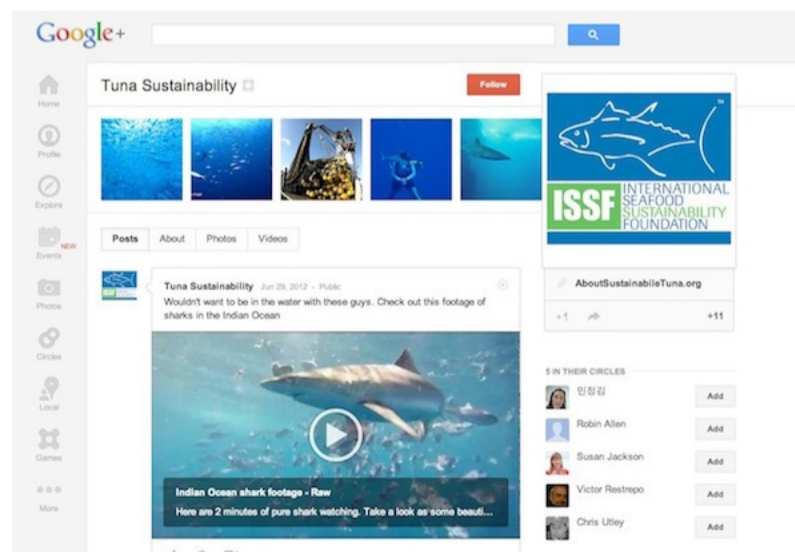 Google+
Home
Profile
Explore
Events
NEW
Photos
Circles
Local
Games
More
Tuna Sustainability
Follow
Posts About Photos Videos
Tuna Sustainability Jun 29, 2012 - Public
Wouldn't want to be in the water with these guys. Check out this footage of
sharks in the Indian Ocean
Indian Ocean shark footage - Raw
Here are 2 minutes of pure shark watching. Take a look as some beauti...
TM
ISSF
INTERNATIONAL
SEAFOOD
SUSTAINABILITY
FOUNDATION
AboutSustainabileTuna.org
+1
+11
5 IN THEIR CIRCLES
민정김 Add
Robin Allen Add
Susan Jackson Add
Victor Restrepo Add
Chris Utley Add